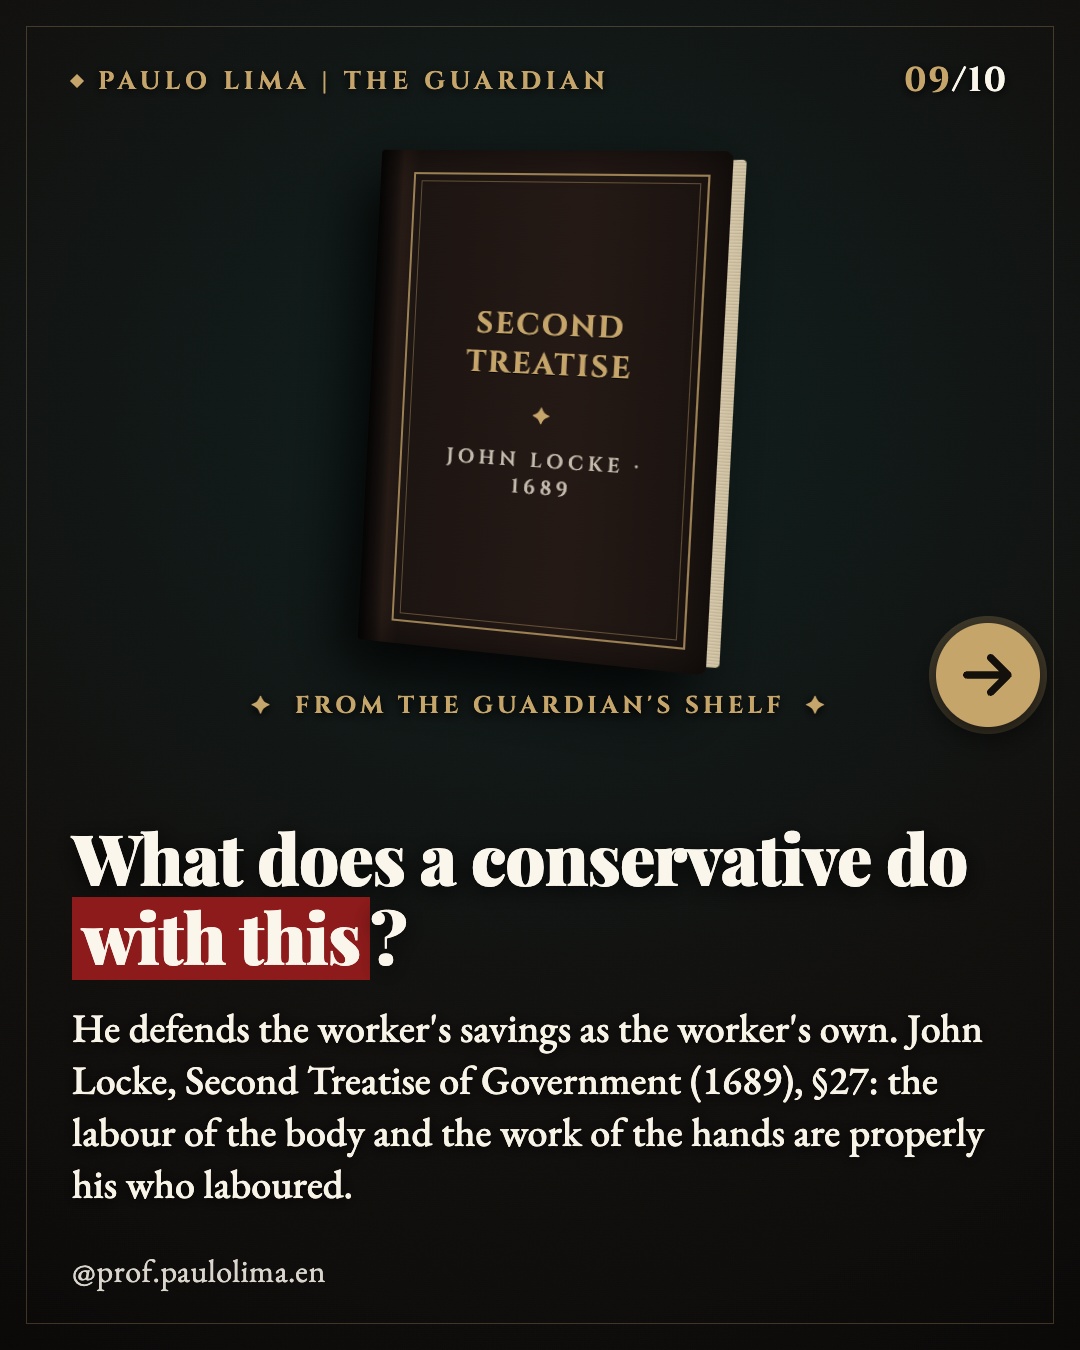 PAULO LIMA | THE GUARDIAN
09/10
SECOND
TREATISE
JOHN LOCKE ·
1689
FROM THE GUARDIAN'S SHELF
What does a conservative do
with this?
He defends the worker's savings as the worker's own. John
Locke, Second Treatise of Government (1689), §27: the
labour of the body and the work of the hands are properly
his who laboured.
@prof.paulolima.en